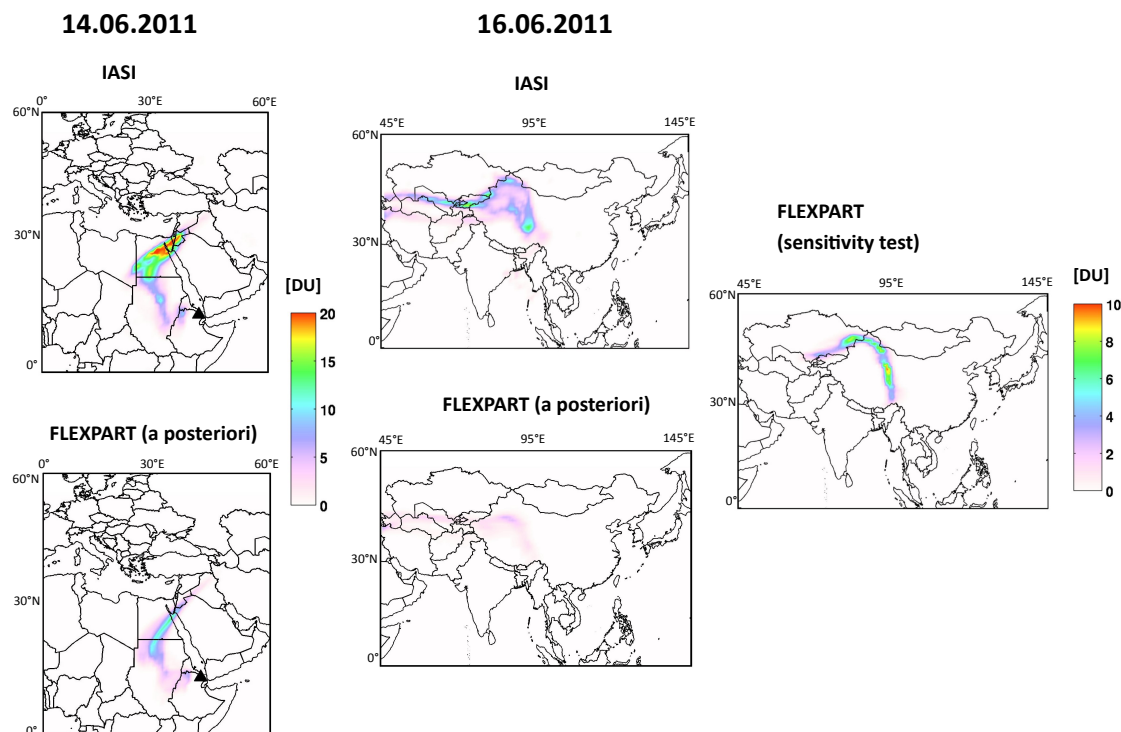 14.06.2011
16.06.2011
IASI
0° 30°E 60°E
60°N
30°N
0°
[DU]
20
15
10
5
0
FLEXPART (a posteriori)
0° 30°E 60°E
60°N
30°N
0°
IASI
45°E 95°E 145°E
60°N
30°N
0°
FLEXPART (a posteriori)
45°E 95°E 145°E
60°N
30°N
0°
FLEXPART
(sensitivity test)
45°E 95°E 145°E
60°N
30°N
0°
[DU]
10
8
6
4
2
0